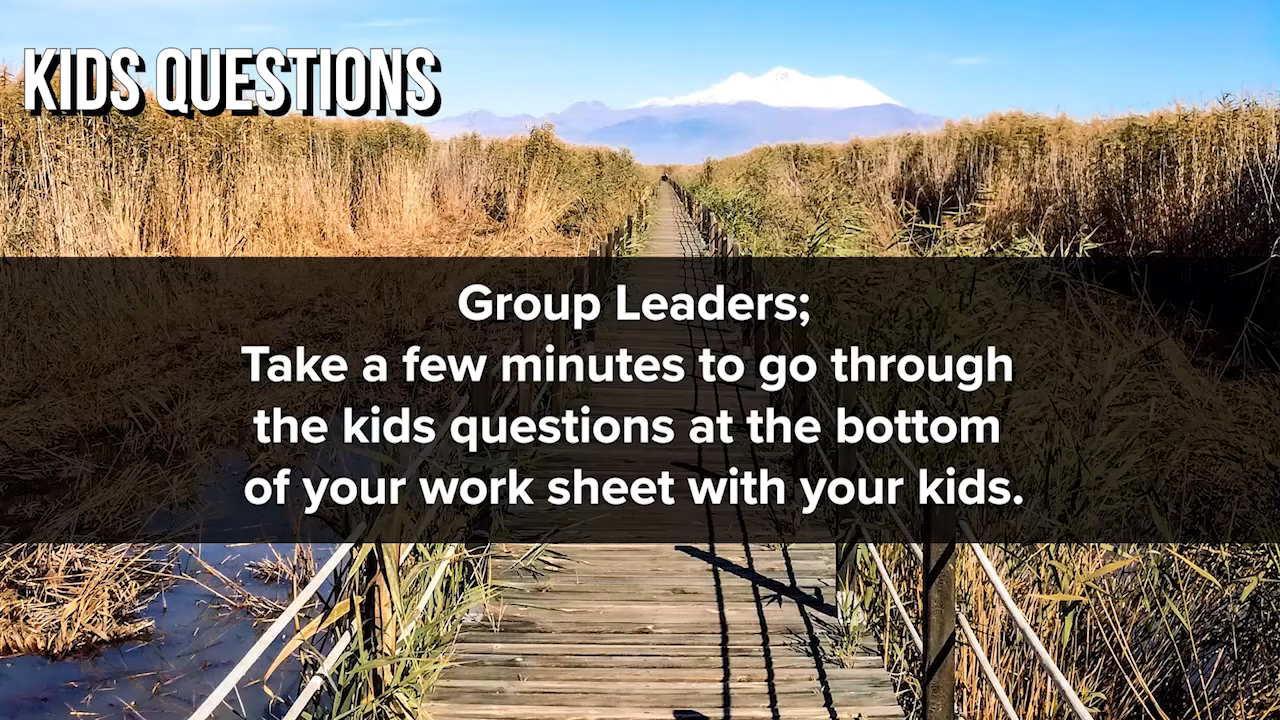 KIDS QUESTIONS
Group Leaders;
Take a few minutes to go through
the kids questions at the bottom
of your work sheet with your kids.